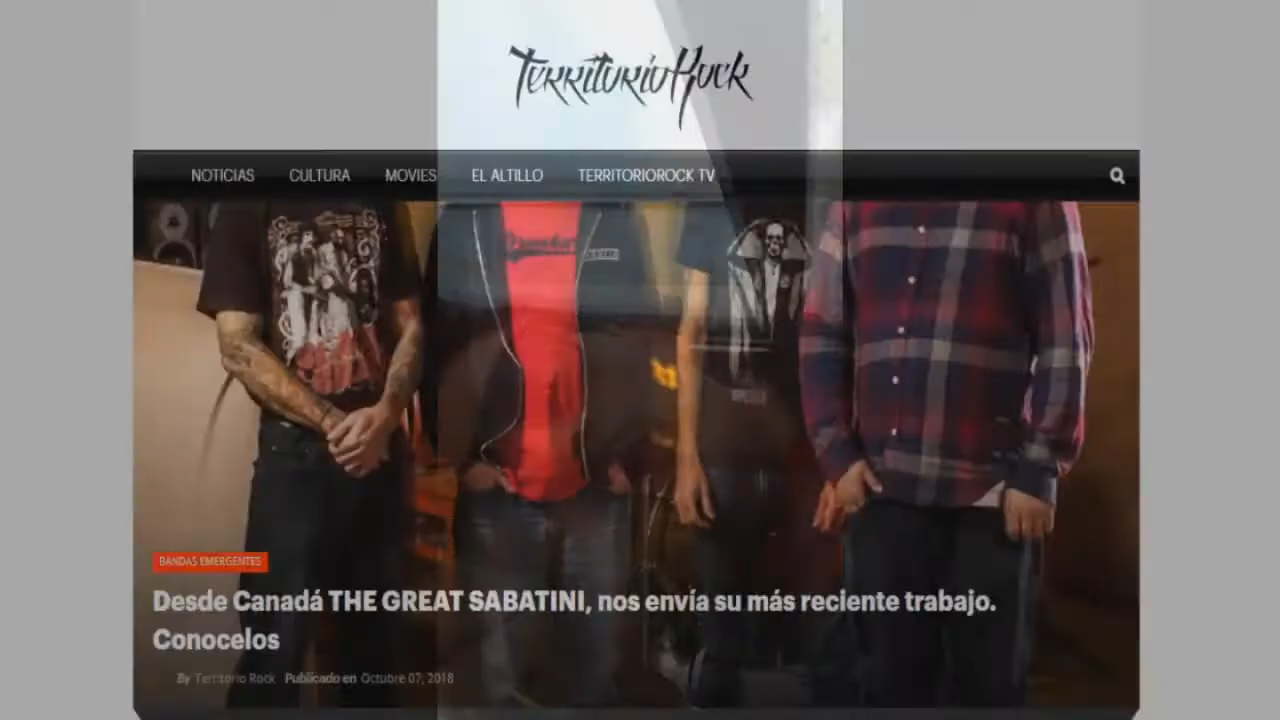 TerritorioRock
NOTICIAS CULTURA MOVIES EL ALTILLO TERRITORIOROCK TV
BANDAS EMERGENTES
Desde Canadá THE GREAT SABATINI, nos envía su más reciente trabajo.
Conocelos
By Territorio Rock Publicado en Octubre 07, 2018